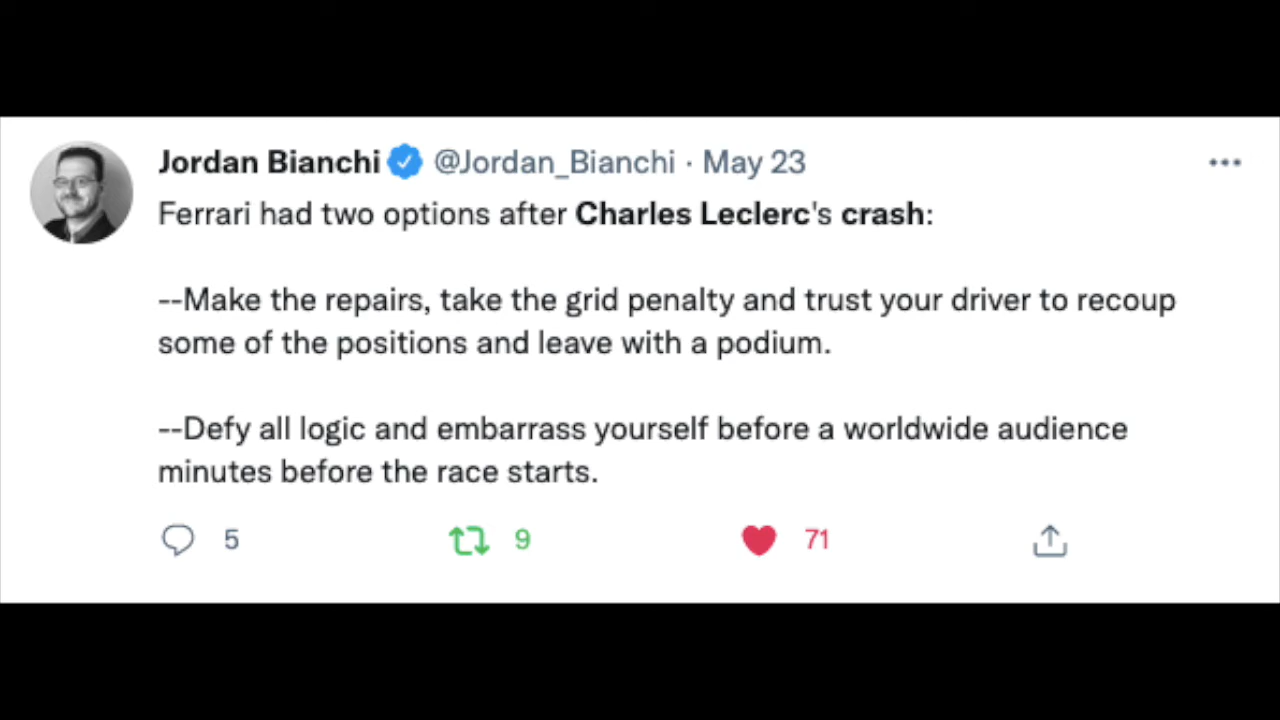 Jordan Bianchi @Jordan_Bianchi · May 23
Ferrari had two options after Charles Leclerc's crash:
--Make the repairs, take the grid penalty and trust your driver to recoup
some of the positions and leave with a podium.
--Defy all logic and embarrass yourself before a worldwide audience
minutes before the race starts.
5 9 71